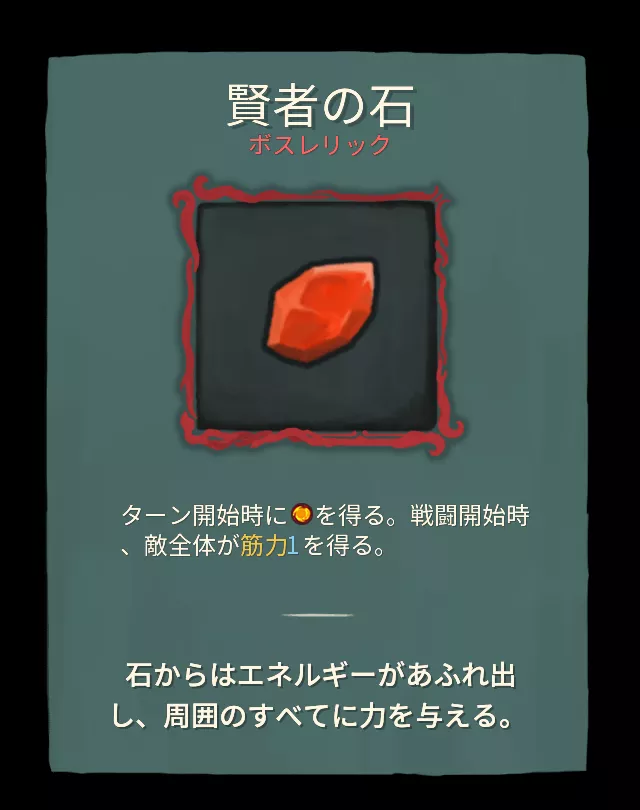 賢者の石
ボスレリック
ターン開始時にを得る。戦闘開始時
、敵全体が筋力1を得る。
石からはエネルギーがあふれ出
し、周囲のすべてに力を与える。